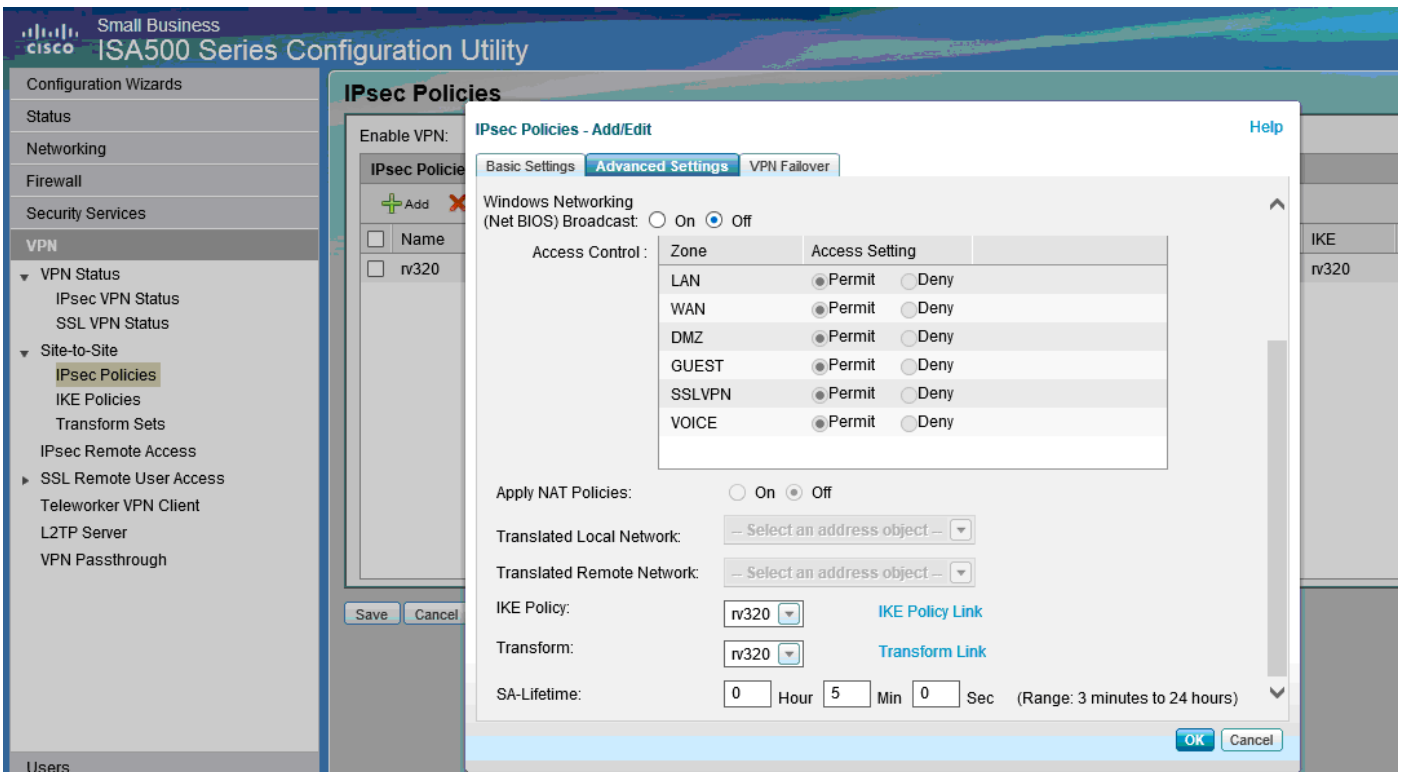 Small Business
CISCO ISA500 Series Configuration Utility
Configuration Wizards
Status
Networking
Firewall
Security Services
VPN
VPN Status
IPsec VPN Status
SSL VPN Status
Site-to-Site
IPsec Policies
IKE Policies
Transform Sets
IPsec Remote Access
SSL Remote User Access
Teleworker VPN Client
L2TP Server
VPN Passthrough
Users
IPsec Policies
Enable VPN:
IPsec Policie
Add
Name IKE
rv320 rv320
Save Cancel
IPsec Policies - Add/Edit Help
Basic Settings Advanced Settings VPN Failover
Windows Networking
(Net BIOS) Broadcast: On Off
Access Control : Zone Access Setting
LAN Permit Deny
WAN Permit Deny
DMZ Permit Deny
GUEST Permit Deny
SSLVPN Permit Deny
VOICE Permit Deny
Apply NAT Policies: On Off
Translated Local Network: -- Select an address object --
Translated Remote Network: -- Select an address object --
IKE Policy: rv320 IKE Policy Link
Transform: rv320 Transform Link
SA-Lifetime: 0 Hour 5 Min 0 Sec (Range: 3 minutes to 24 hours)
OK Cancel